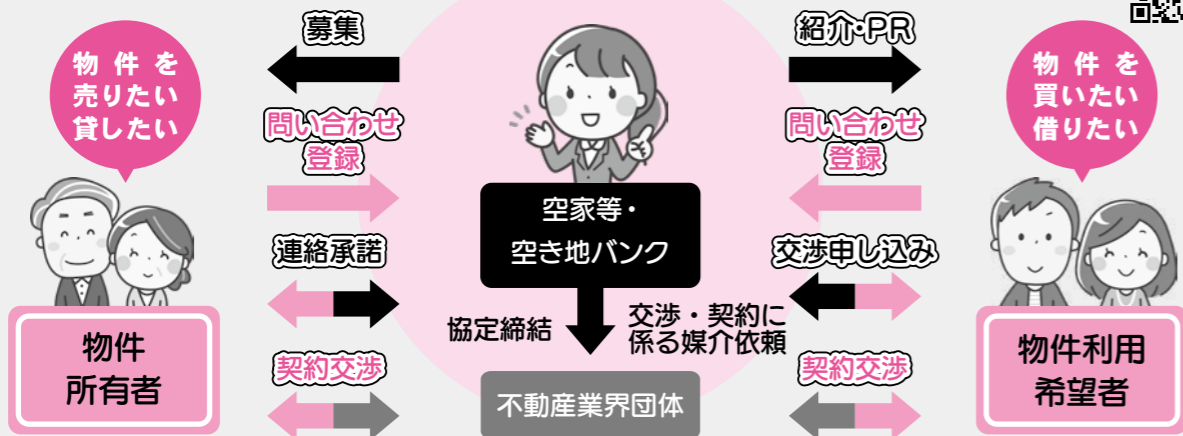 物件を
売りたい
貸したい
募集
問い合わせ
登録
連絡承諾
契約交渉
物件
所有者
空家等・
空き地バンク
協定締結
交渉・契約に
係る媒介依頼
不動産業界団体
紹介・PR
問い合わせ
登録
交渉申し込み
契約交渉
物件を
買いたい
借りたい
物件利用
希望者